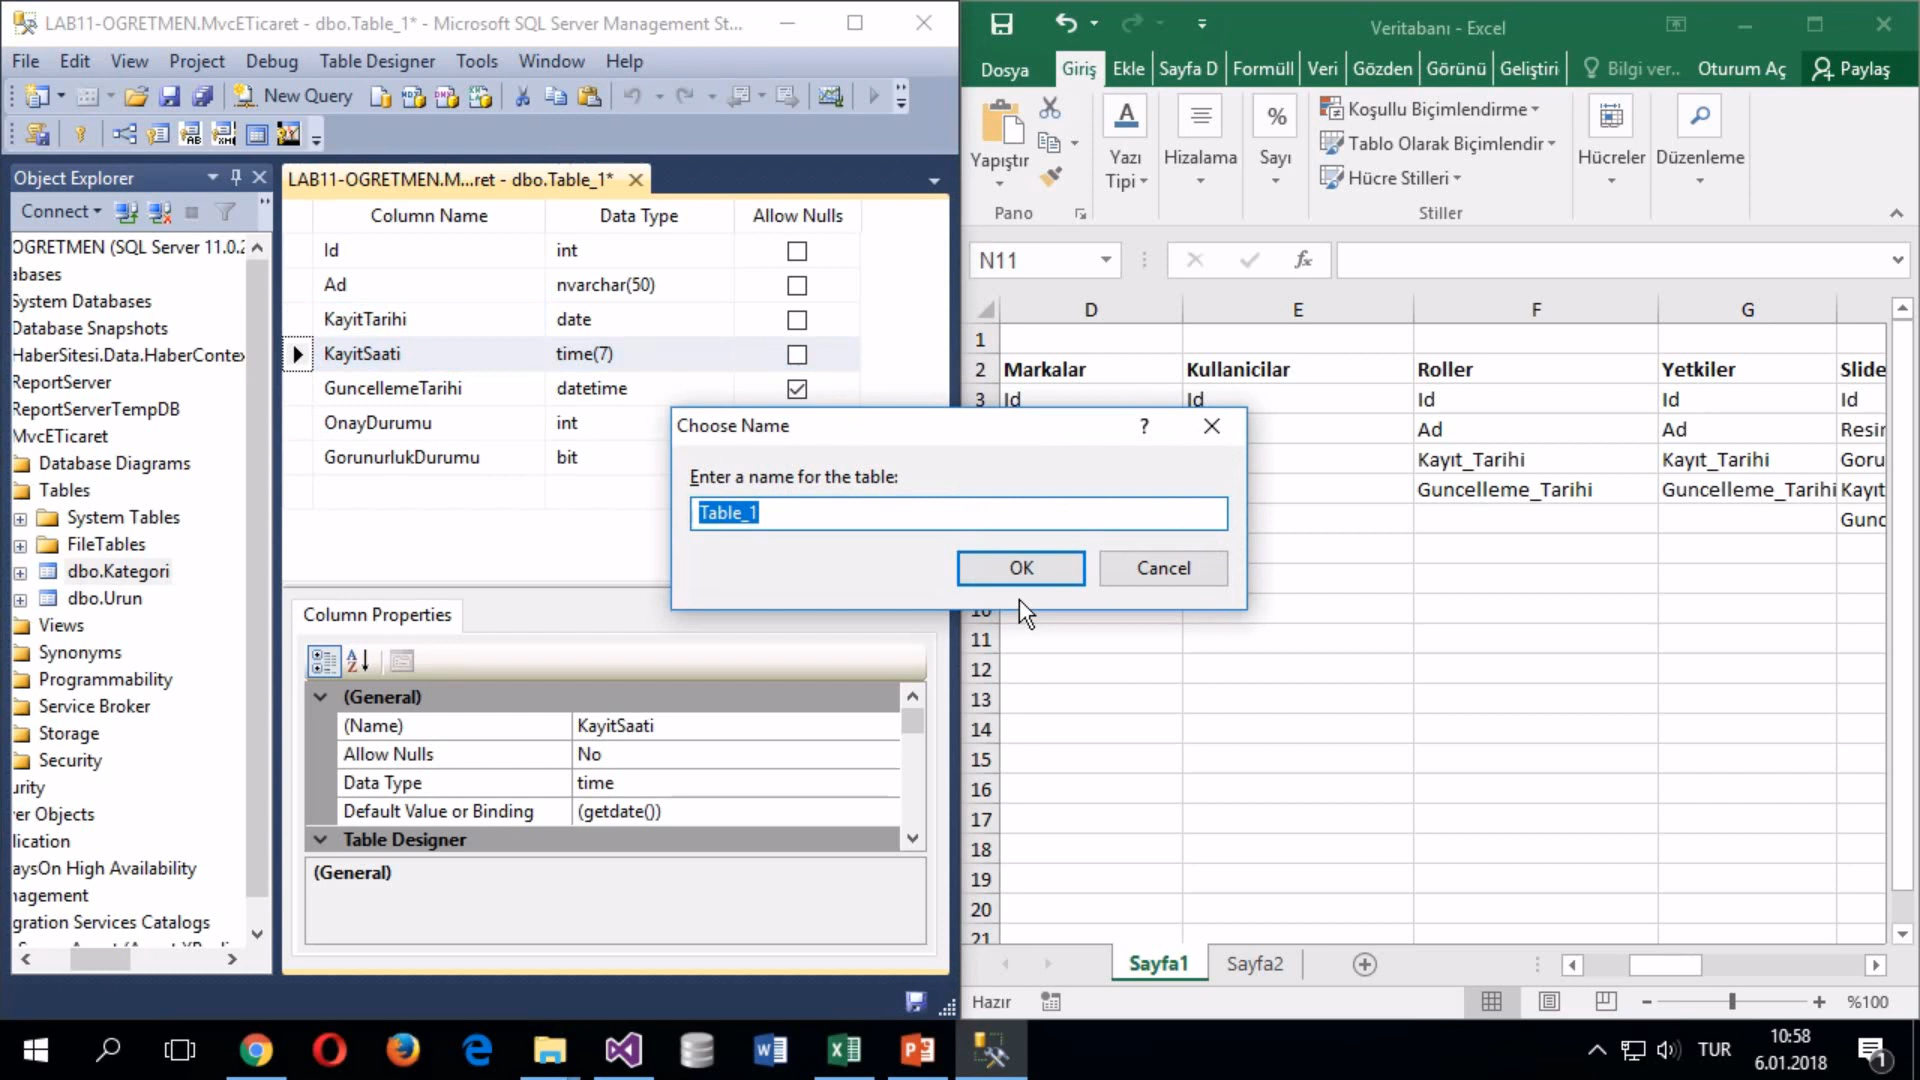 LAB11-OGRETMEN.MvcETicaret - dbo.Table_1* - Microsoft SQL Server Management St...
File Edit View Project Debug Table Designer Tools Window Help
New Query
Object Explorer
Connect
OGRETMEN (SQL Server 11.0.2
abases
System Databases
Database Snapshots
HaberSitesi.Data.HaberContex
ReportServer
ReportServerTempDB
MvcETicaret
Database Diagrams
Tables
System Tables
FileTables
dbo.Kategori
dbo.Urun
Views
Synonyms
Programmability
Service Broker
Storage
Security
urity
er Objects
lication
aysOn High Availability
nagement
gration Services Catalogs
LAB11-OGRETMEN.M...ret - dbo.Table_1*
Column Name Data Type Allow Nulls
Id int
Ad nvarchar(50)
KayitTarihi date
KayitSaati time(7)
GuncellemeTarihi datetime
OnayDurumu int
GorunurlukDurumu bit
Column Properties
(General)
(Name) KayitSaati
Allow Nulls No
Data Type time
Default Value or Binding (getdate())
Table Designer
(General)
Choose Name
?
Enter a name for the table:
Table_1
OK Cancel
Veritabanı - Excel
Dosya Giriş Ekle Sayfa D Formüll Veri Gözden Görünü Geliştiri Bilgi ver.. Oturum Aç Paylaş
Yapıştır
Pano
Yazı Tipi
Hizalama
%
Sayı
Koşullu Biçimlendirme
Tablo Olarak Biçimlendir
Hücre Stilleri
Stiller
Hücreler
Düzenleme
N11
fx
D E F G
1
2 Markalar Kullanicilar Roller Yetkiler Slide
3 Id Id Id Id Id
Ad Ad Resir
Kayıt_Tarihi Kayıt_Tarihi Goru
Guncelleme_Tarihi Guncelleme_Tarihi Kayıt
Gunc
10
11
12
13
14
15
16
17
18
19
20
21
Sayfa1 Sayfa2
Hazır
%100
TUR
10:58
6.01.2018
1